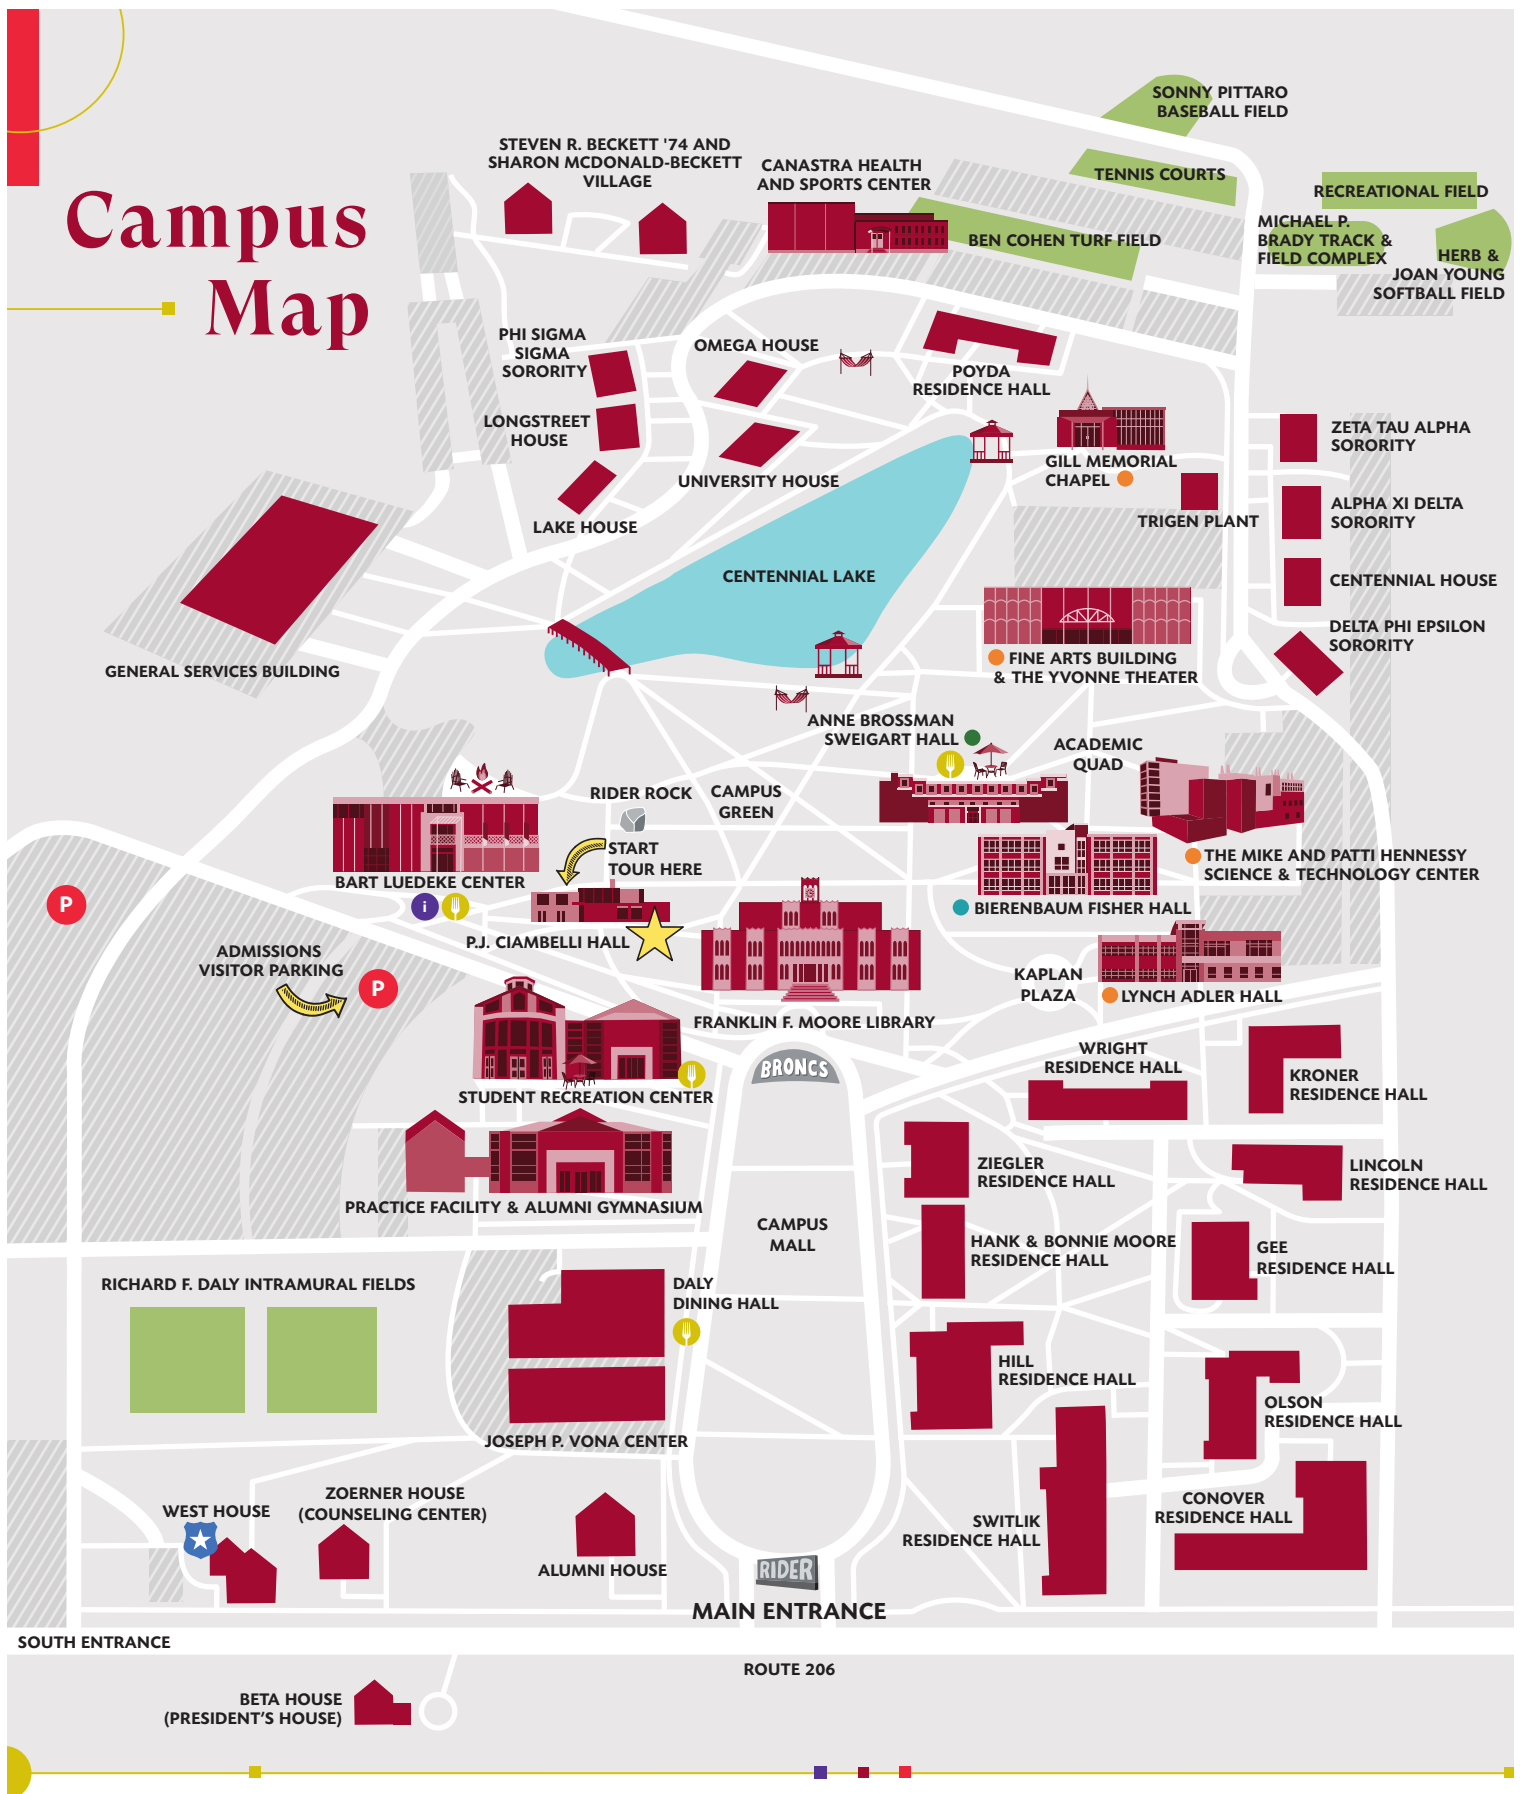 Campus
Map
SONNY PITTARO
BASEBALL FIELD
STEVEN R. BECKETT '74 AND
SHARON MCDONALD-BECKETT
VILLAGE
CANASTRA HEALTH
AND SPORTS CENTER
TENNIS COURTS
RECREATIONAL FIELD
BEN COHEN TURF FIELD
MICHAEL P.
BRADY TRACK &
FIELD COMPLEX
HERB &
JOAN YOUNG
SOFTBALL FIELD
PHI SIGMA
SIGMA
SORORITY
OMEGA HOUSE
POYDA
RESIDENCE HALL
LONGSTREET
HOUSE
UNIVERSITY HOUSE
LAKE HOUSE
GILL MEMORIAL
CHAPEL
TRIGEN PLANT
ZETA TAU ALPHA
SORORITY
ALPHA XI DELTA
SORORITY
CENTENNIAL HOUSE
DELTA PHI EPSILON
SORORITY
CENTENNIAL LAKE
GENERAL SERVICES BUILDING
FINE ARTS BUILDING
& THE YVONNE THEATER
ANNE BROSSMAN
SWEIGART HALL
ACADEMIC
QUAD
RIDER ROCK
CAMPUS
GREEN
START
TOUR HERE
BART LUEDEKE CENTER
i
P
P.J. CIAMBELLI HALL
THE MIKE AND PATTI HENNESSY
SCIENCE & TECHNOLOGY CENTER
BIERENBAUM FISHER HALL
ADMISSIONS
VISITOR PARKING
P
KAPLAN
PLAZA
LYNCH ADLER HALL
FRANKLIN F. MOORE LIBRARY
BRONCS
STUDENT RECREATION CENTER
WRIGHT
RESIDENCE HALL
KRONER
RESIDENCE HALL
ZIEGLER
RESIDENCE HALL
LINCOLN
RESIDENCE HALL
PRACTICE FACILITY & ALUMNI GYMNASIUM
CAMPUS
MALL
HANK & BONNIE MOORE
RESIDENCE HALL
GEE
RESIDENCE HALL
RICHARD F. DALY INTRAMURAL FIELDS
DALY
DINING HALL
HILL
RESIDENCE HALL
OLSON
RESIDENCE HALL
JOSEPH P. VONA CENTER
WEST HOUSE
ZOERNER HOUSE
(COUNSELING CENTER)
ALUMNI HOUSE
SWITLIK
RESIDENCE HALL
CONOVER
RESIDENCE HALL
RIDER
MAIN ENTRANCE
SOUTH ENTRANCE
ROUTE 206
BETA HOUSE
(PRESIDENT'S HOUSE)